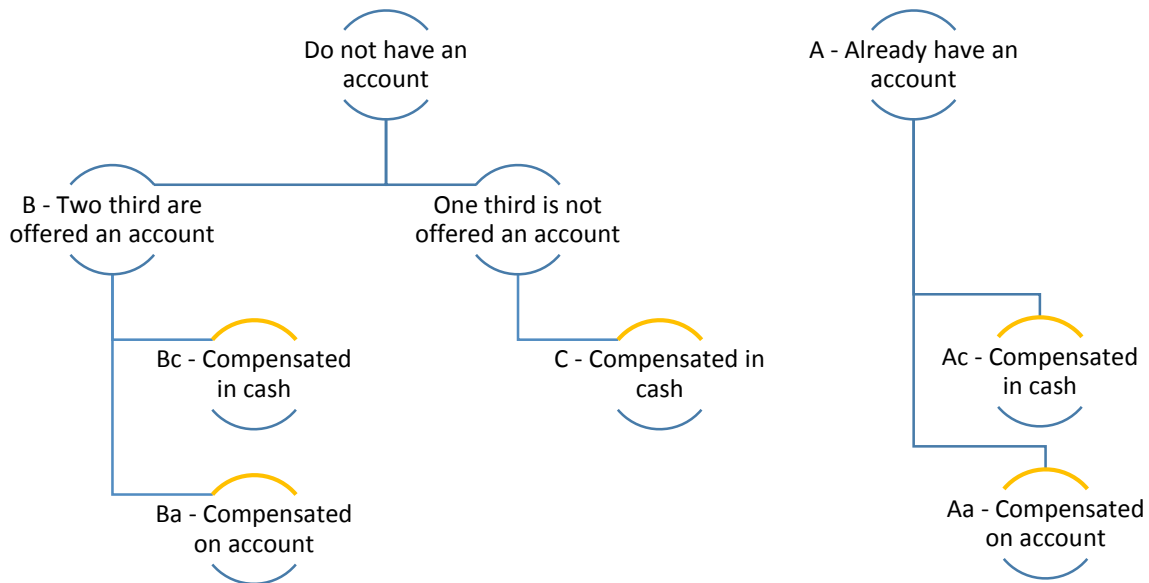 Do not have an
account
A - Already have an
account
B - Two third are
offered an account
One third is not
offered an account
Bc - Compensated
in cash
C - Compensated in
cash
Ac - Compensated
in cash
Ba - Compensated
on account
Aa - Compensated
on account